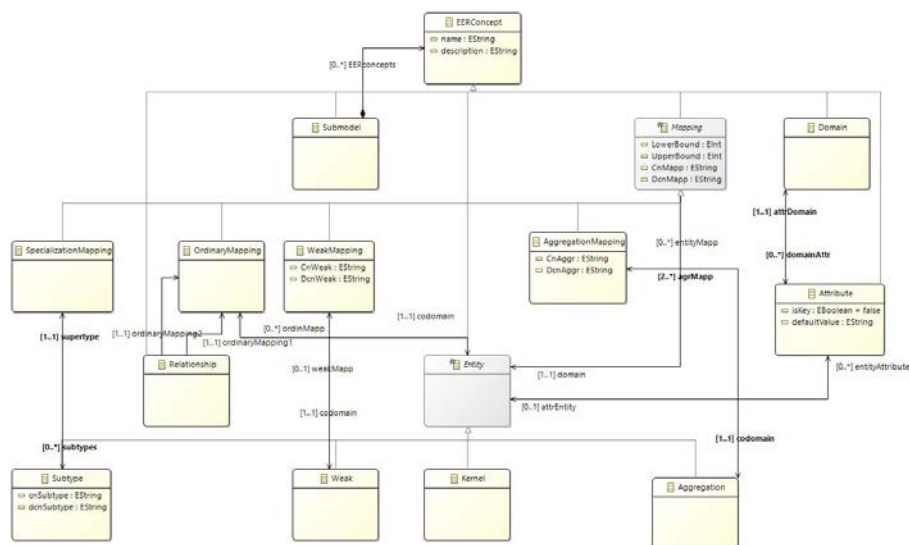 EERConcept
name : EString
description : EString
[0..*] EERconcepts
Submodel
Mapping
LowerBound : EInt
UpperBound : EInt
CnMapp : EString
DcnMapp : EString
Domain
[1..1] attrDomain
[0..*] domainAttr
SpecializationMapping
OrdinaryMapping
WeakMapping
CnWeak : EString
DcnWeak : EString
AggregationMapping
CnAggr : EString
DcnAggr : EString
[0..*] entityMapp
[2..*] agrMapp
Attribute
isKey : EBoolean = false
defaultValue : EString
[1..1] supertype
[1..1] ordinaryMapping2
[1..1] ordinaryMapping1
[0..*] ordinMapp
[1..1] codomain
Relationship
[0..1] weakMapp
Entity
[1..1] domain
[0..*] entityAttribute
[0..1] attrEntity
[1..1] codomain
[1..1] codomain
[0..*] subtypes
Subtype
cnSubtype : EString
dcnSubtype : EString
Weak
Kernel
Aggregation